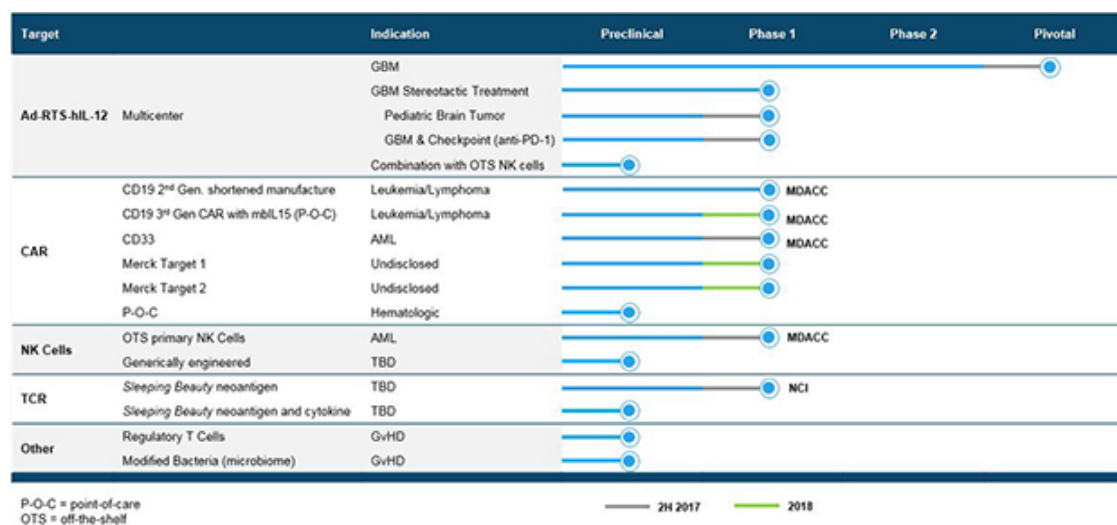 Target Indication Preclinical Phase 1 Phase 2 Pivotal
GBM
GBM Stereotactic Treatment
Ad-RTS-hIL-12 Multicenter Pediatric Brain Tumor
GBM & Checkpoint (anti-PD-1)
Combination with OTS NK cells
CD19 2nd Gen. shortened manufacture Leukemia/Lymphoma MDACC
CD19 3rd Gen CAR with mbIL15 (P-O-C) Leukemia/Lymphoma MDACC
CD33 AML MDACC
CAR
Merck Target 1 Undisclosed
Merck Target 2 Undisclosed
P-O-C Hematologic
OTS primary NK Cells AML MDACC
NK Cells
Generically engineered TBD
Sleeping Beauty neoantigen TBD NCI
TCR
Sleeping Beauty neoantigen and cytokine TBD
Regulatory T Cells GvHD
Other
Modified Bacteria (microbiome) GvHD
P-O-C = point-of-care 2H 2017 2018
OTS = off-the-shelf